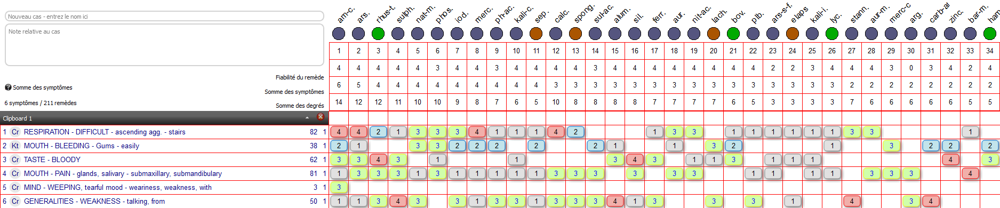 am-c. ars. rhus-t. sulph. nat-m. phos. iod. merc. ph-ac. kali-c. sep. calc. spong. sul-ac. alum. sil. ferr. aur. nit-ac. lach. bov. plb. ars-s-f. elaps kali-i. lyc. stann. aur-m. merc-c arg. carb-a zinc. bar-m. ham
Nouveau cas - entrez le nom ici
Note relative au cas
1 2 3 4 5 6 7 8 9 10 11 12 13 14 15 16 17 18 19 20 21 22 23 24 25 26 27 28 29 30 31 32 33 34
Fiabilité du remède 4 4 4 4 4 3 4 4 3 4 4 4 4 3 4 4 4 4 4 4 4 4 2 2 3 4 4 4 3 0 3 4 2 4
Somme des symptômes
Somme des symptômes 6 5 4 4 4 4 4 4 4 4 4 3 3 3 3 3 3 3 3 3 3 3 3 3 3 3 2 2 2 2 2 2 2 2
6 symptômes / 211 remèdes
Somme des degrés 14 12 12 11 10 10 9 8 7 6 5 10 8 8 8 8 7 7 7 7 6 5 3 3 3 3 7 6 6 6 6 6 5 5
Clipboard 1
1 Cr RESPIRATION - DIFFICULT - ascending agg. - stairs 82 1 4 4 2 1 3 3 3 4 1 1 1 4 2 1 3 3 1 1 1 1 1 1 3 3 1
2 Kt MOUTH - BLEEDING - Gums - easily 38 1 2 1 3 3 2 2 2 2 2 1 1 3 2 1 3 2 2 2
3 Cr TASTE - BLOODY 62 1 3 3 4 3 1 1 3 4 3 1 1 3 1 1 1 4 3
4 Cr MOUTH - PAIN - glands, salivary - submaxillary, submandibulary 81 1 1 3 3 3 1 3 1 1 1 1 1 3 3 3 3 3 3 1 1 1 1 3 3 3 4
5 Cr MIND - WEEPING, tearful mood - weariness, weakness, with 3 1 3
6 Cr GENERALITIES - WEAKNESS - talking, from 50 1 1 1 3 4 3 3 1 3 3 1 3 3 3 4 1 3 3 3 1 4 3 4